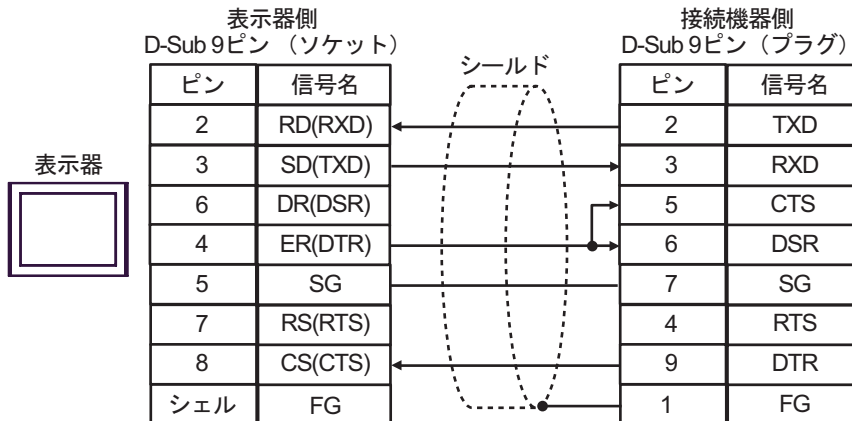 表示器側
D-Sub 9ピン （ソケット）
接続機器側
D-Sub 9ピン（プラグ）
シールド
表示器
ピン 信号名 ピン 信号名
2 RD(RXD) 2 TXD
3 SD(TXD) 3 RXD
6 DR(DSR) 5 CTS
4 ER(DTR) 6 DSR
5 SG 7 SG
7 RS(RTS) 4 RTS
8 CS(CTS) 9 DTR
シェル FG 1 FG